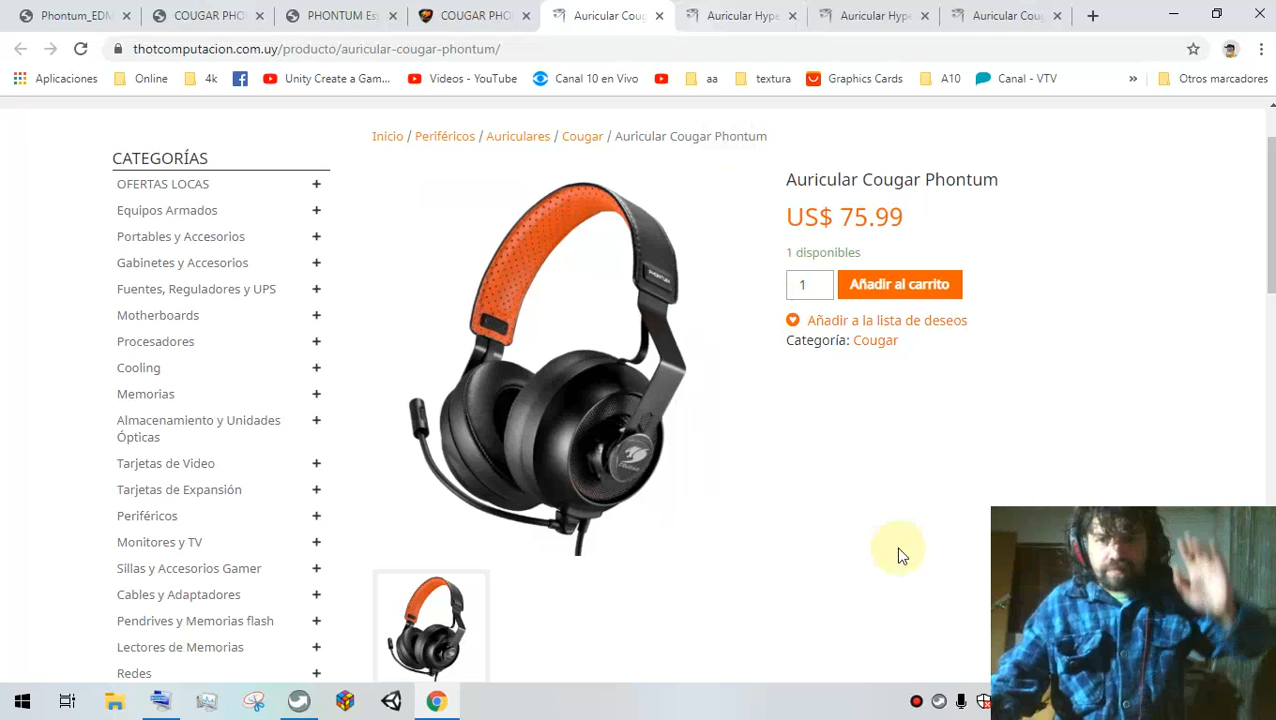 Phontum_EDM
COUGAR PHO
PHONTUM Es
COUGAR PHO
Auricular Cou
Auricular Hype
Auricular Hype
Auricular Cou
thotcomputacion.com.uy/producto/auricular-cougar-phontum/
Aplicaciones
Online
4k
Unity Create a Gam...
Videos - YouTube
Canal 10 en Vivo
aa
textura
Graphics Cards
A10
Canal - VTV
»
Otros marcadores
Inicio / Periféricos / Auriculares / Cougar / Auricular Cougar Phontum
CATEGORÍAS
OFERTAS LOCAS +
Equipos Armados +
Portables y Accesorios +
Gabinetes y Accesorios +
Fuentes, Reguladores y UPS +
Motherboards +
Procesadores +
Cooling +
Memorias +
Almacenamiento y Unidades +
Ópticas
Tarjetas de Video +
Tarjetas de Expansión +
Periféricos +
Monitores y TV +
Sillas y Accesorios Gamer +
Cables y Adaptadores +
Pendrives y Memorias flash +
Lectores de Memorias +
Redes +
PHONTUM
Auricular Cougar Phontum
US$ 75.99
1 disponibles
1
Añadir al carrito
Añadir a la lista de deseos
Categoría: Cougar